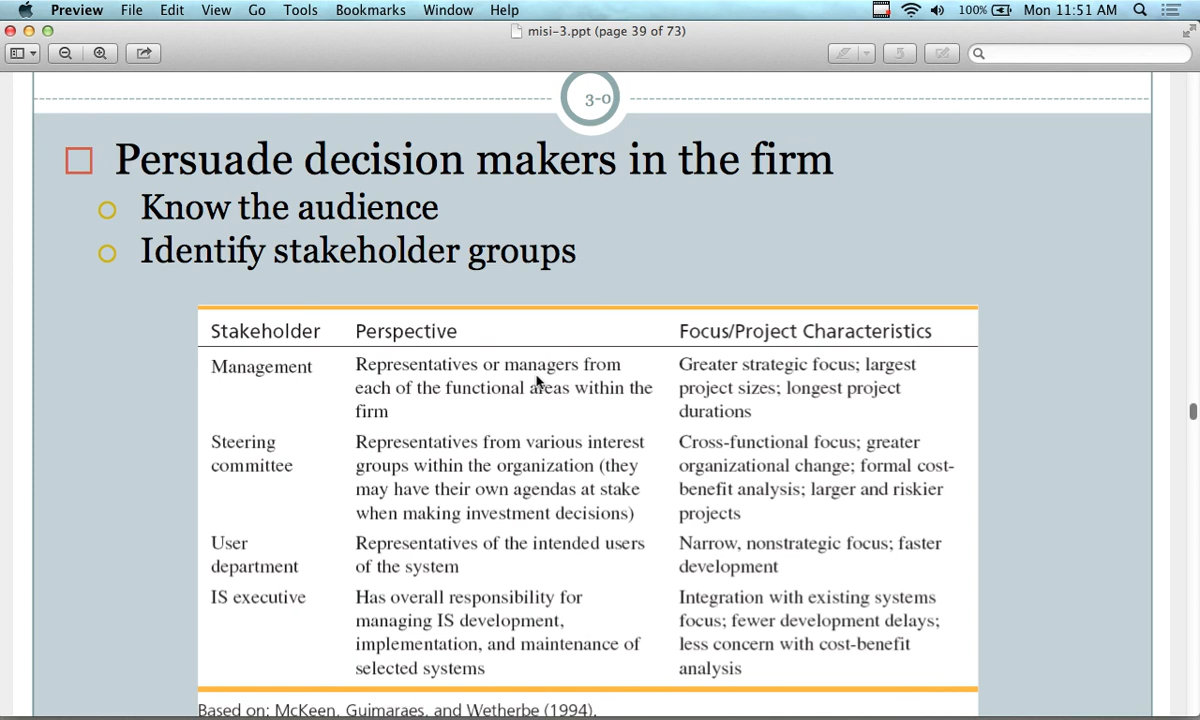 Preview File Edit View Go Tools Bookmarks Window Help 100% Mon 11:51 AM
misi-3.ppt (page 39 of 73)
5
3-0
Persuade decision makers in the firm
Know the audience
Identify stakeholder groups
Stakeholder Perspective Focus/Project Characteristics
Management Representatives or managers from Greater strategic focus; largest
each of the functional areas within the project sizes; longest project
firm durations
Steering Representatives from various interest Cross-functional focus; greater
committee groups within the organization (they organizational change; formal cost-
may have their own agendas at stake benefit analysis; larger and riskier
when making investment decisions) projects
User Representatives of the intended users Narrow, nonstrategic focus; faster
department of the system development
IS executive Has overall responsibility for Integration with existing systems
managing IS development, focus; fewer development delays;
implementation, and maintenance of less concern with cost-benefit
selected systems analysis
Based on: McKeen, Guimaraes, and Wetherbe (1994).